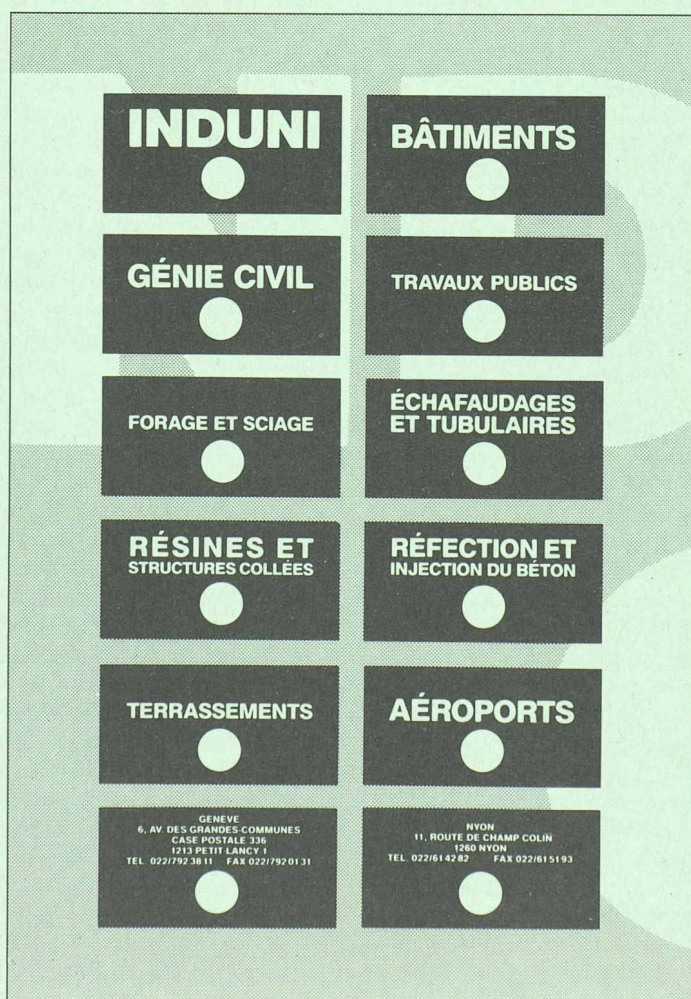 INDUNI
BÂTIMENTS
GÉNIE CIVIL
TRAVAUX PUBLICS
FORAGE ET SCIAGE
ÉCHAFAUDAGES
ET TUBULAIRES
RÉSINES ET
STRUCTURES COLLÉES
RÉFECTION ET
INJECTION DU BÉTON
TERRASSEMENTS
AÉROPORTS
GENÈVE
6, AV. DES GRANDES-COMMUNES
CASE POSTALE 336
1213 PETIT-LANCY 1
TEL. 022/792 38 11 FAX 022/792 01 31
NYON
11, ROUTE DE CHAMP COLIN
1260 NYON
TEL. 022/61 42 82 FAX 022/61 51 93